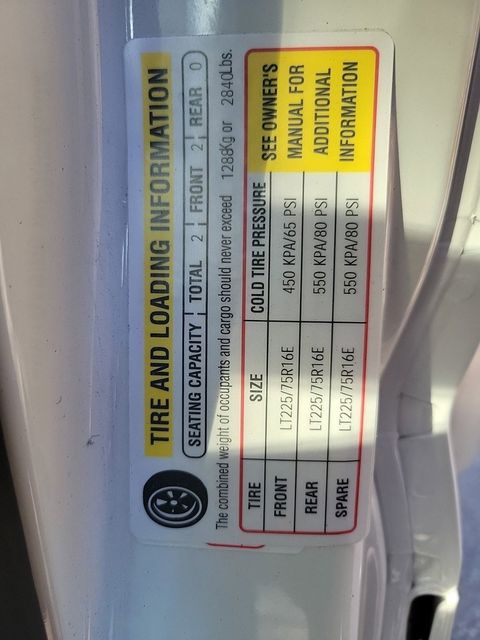 TIRE AND LOADING INFORMATION
SEATING CAPACITY TOTAL 2 FRONT 2 REAR 0
The combined weight of occupants and cargo should never exceed 1288Kg or 2840Lbs.
TIRE SIZE COLD TIRE PRESSURE
FRONT LT225/75R16E 450 KPA/65 PSI
REAR LT225/75R16E 550 KPA/80 PSI
SPARE LT225/75R16E 550 KPA/80 PSI
SEE OWNER'S
MANUAL FOR
ADDITIONAL
INFORMATION